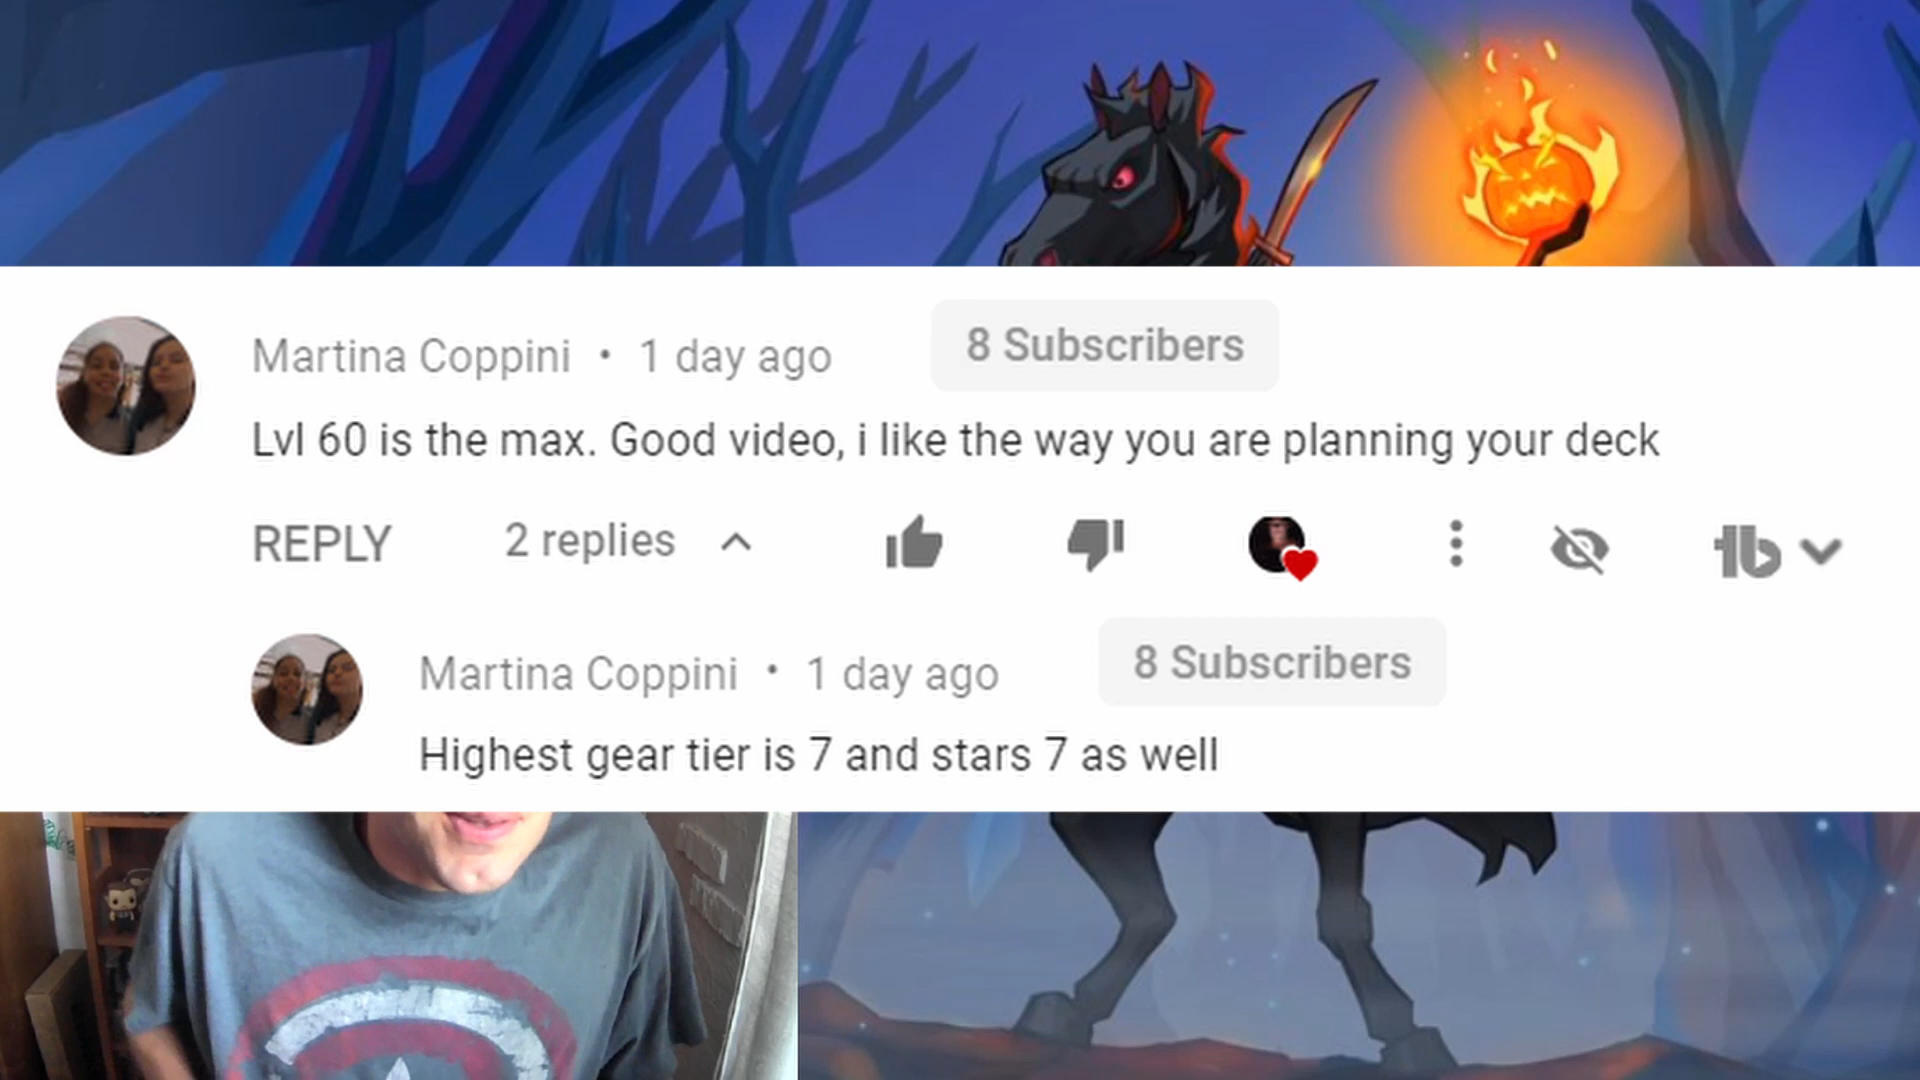 Martina Coppini • 1 day ago 8 Subscribers
Lvl 60 is the max. Good video, i like the way you are planning your deck
REPLY 2 replies
Martina Coppini • 1 day ago 8 Subscribers
Highest gear tier is 7 and stars 7 as well